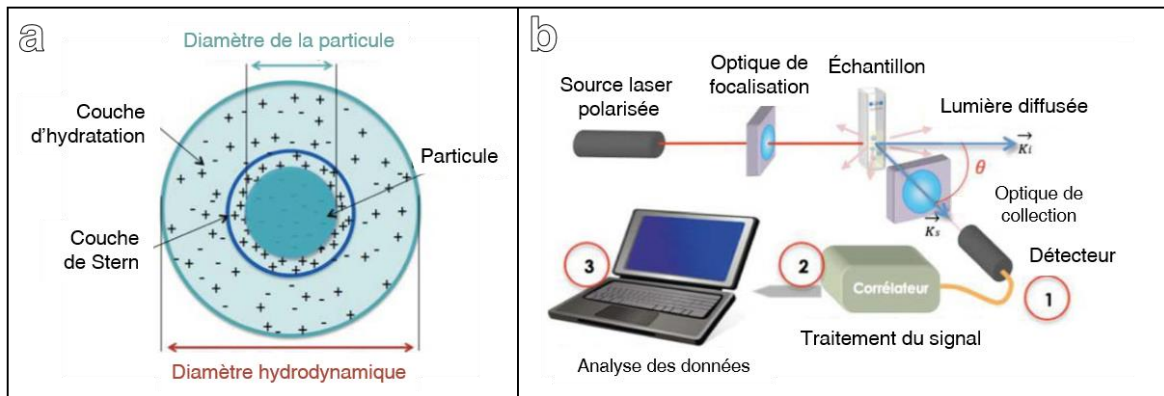 a
Diamètre de la particule
Couche
d’hydratation
Particule
Couche
de Stern
Diamètre hydrodynamique
b
Source laser
polarisée
Optique
de focalisation
Échantillon
Lumière diffusée
Ki
θ
Optique de
collection
Ks
Détecteur
1
2
Corrélateur
Traitement du signal
3
Analyse des données